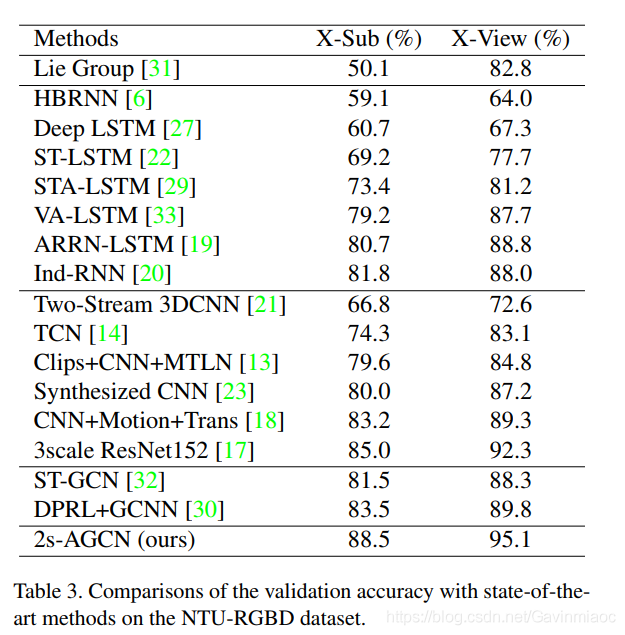 Methods X-Sub (%) X-View (%)
Lie Group [31] 50.1 82.8
HBRNN [6] 59.1 64.0
Deep LSTM [27] 60.7 67.3
ST-LSTM [22] 69.2 77.7
STA-LSTM [29] 73.4 81.2
VA-LSTM [33] 79.2 87.7
ARRN-LSTM [19] 80.7 88.8
Ind-RNN [20] 81.8 88.0
Two-Stream 3DCNN [21] 66.8 72.6
TCN [14] 74.3 83.1
Clips+CNN+MTLN [13] 79.6 84.8
Synthesized CNN [23] 80.0 87.2
CNN+Motion+Trans [18] 83.2 89.3
3scale ResNet152 [17] 85.0 92.3
ST-GCN [32] 81.5 88.3
DPRL+GCNN [30] 83.5 89.8
2s-AGCN (ours) 88.5 95.1
Table 3. Comparisons of the validation accuracy with state-of-the-
art methods on the NTU-RGBD dataset.
https://blog.csdn.net/Gavinmiaoc